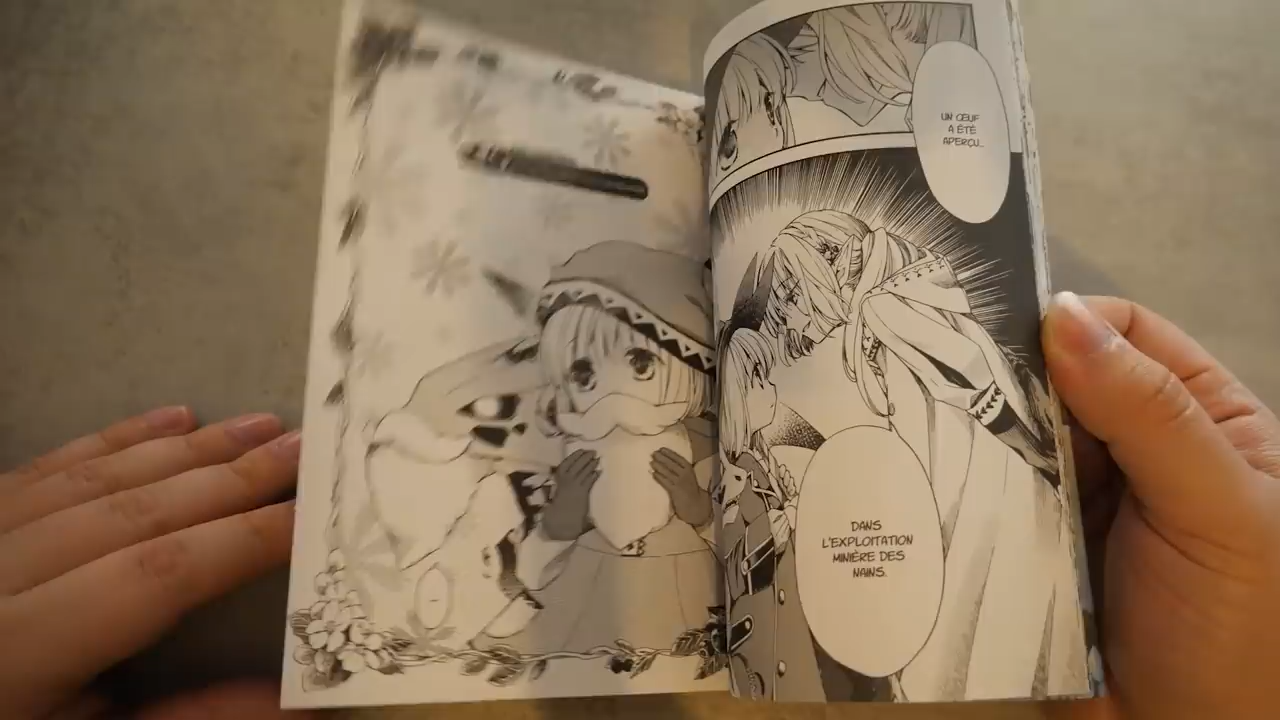 UN ŒUF
A ÉTÉ
APERÇU...
DANS
L'EXPLOITATION
MINIÈRE DES
NAINS.